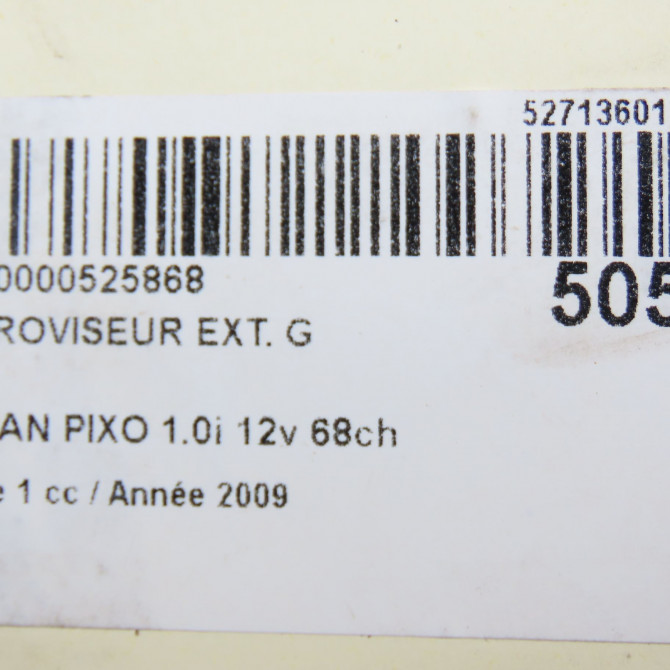 52713601
0000525868
505
ROVISEUR EXT. G
AN PIXO 1.0i 12v 68ch
e 1 cc / Année 2009